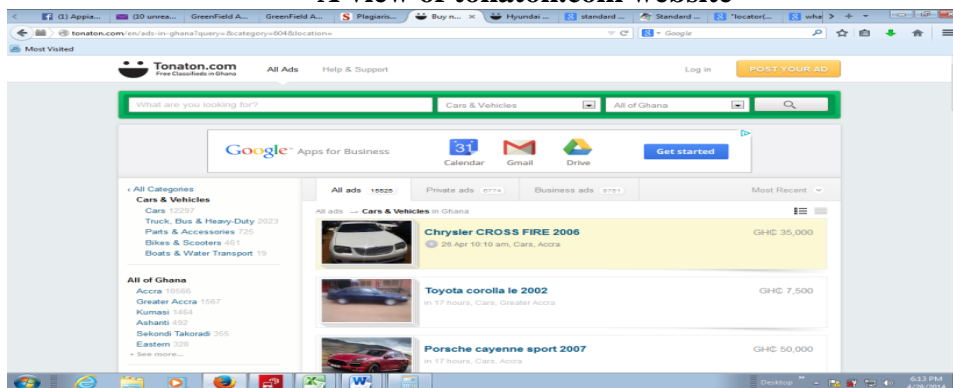 A view of tonaton.com website
(1) Appia... (10 unrea... GreenField A... GreenField A... Plagiaris... Buy n... × Hyundai ... standard ... Standard ... "locator(... what
tonaton.com/en/ads-in-ghana?query=&category=604&location= Google
Most Visited
Tonaton.com
Free Classifieds in Ghana
All Ads Help & Support Log in POST YOUR AD
What are you looking for? Cars & Vehicles All of Ghana
Google Apps for Business 31 Calendar Gmail Drive Get started
‹ All Categories
Cars & Vehicles
Cars 12297
Truck, Bus & Heavy-Duty 2023
Parts & Accessories 725
Bikes & Scooters 461
Boats & Water Transport 19
All of Ghana
Accra 10566
Greater Accra 1567
Kumasi 1464
Ashanti 492
Sekondi Takoradi 355
Eastern 328
+ See more...
All ads 15525 Private ads 6774 Business ads 8751 Most Recent
All ads → Cars & Vehicles in Ghana
Chrysler CROSS FIRE 2006 GH₵ 35,000
26 Apr 10:10 am, Cars, Accra
Toyota corolla le 2002 GH₵ 7,500
in 17 hours, Cars, Greater Accra
Porsche cayenne sport 2007 GH₵ 50,000
in 17 hours, Cars, Accra
Desktop 6:13 PM
4/28/2014